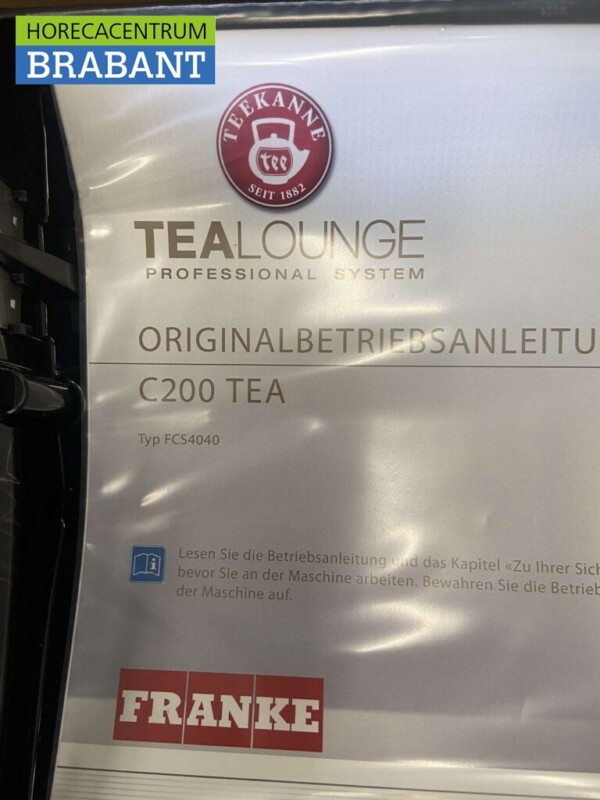 HORECACENTRUM
BRABANT
TEEKANNE
tee
SEIT 1882
TEALOUNGE
PROFESSIONAL SYSTEM
ORIGINALBETRIEBSANLEITU
C200 TEA
Typ FCS4040
Lesen Sie die Betriebsanleitung und das Kapitel «Zu Ihrer Sich
bevor Sie an der Maschine arbeiten. Bewahren Sie die Betrieb
der Maschine auf.
FRANKE